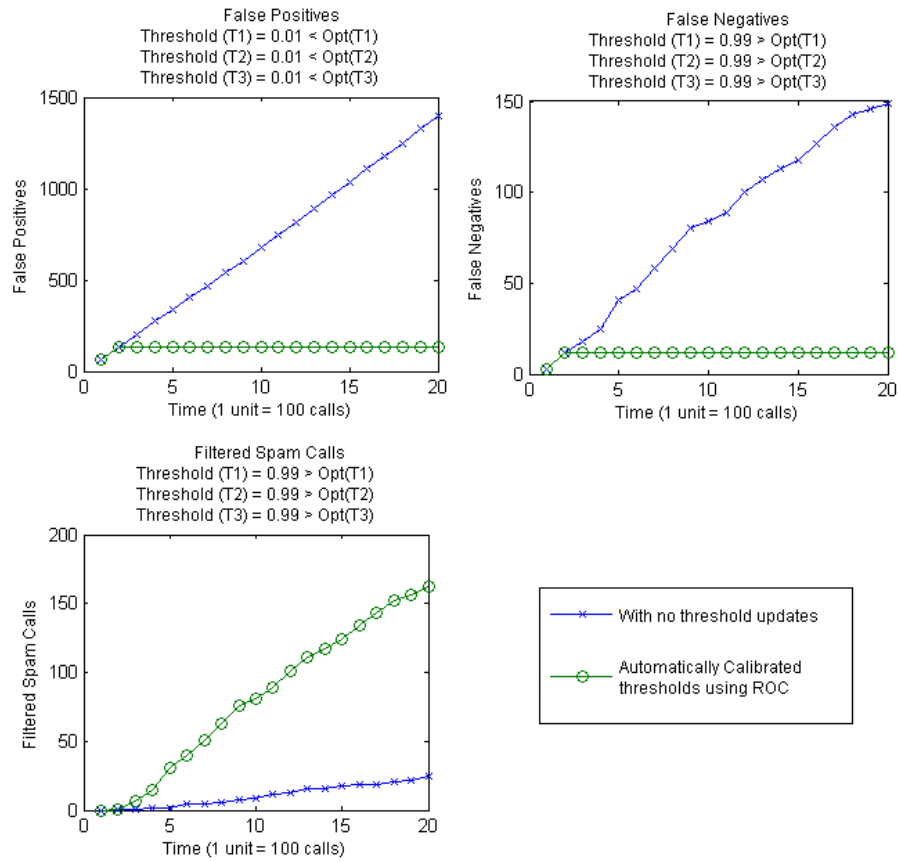 False Positives
Threshold (T1) = 0.01 < Opt(T1)
Threshold (T2) = 0.01 < Opt(T2)
Threshold (T3) = 0.01 < Opt(T3)
1500
1000
500
0
False Positives
0
5
10
15
20
Time (1 unit = 100 calls)
False Negatives
Threshold (T1) = 0.99 > Opt(T1)
Threshold (T2) = 0.99 > Opt(T2)
Threshold (T3) = 0.99 > Opt(T3)
150
100
50
0
False Negatives
0
5
10
15
20
Time (1 unit = 100 calls)
Filtered Spam Calls
Threshold (T1) = 0.99 > Opt(T1)
Threshold (T2) = 0.99 > Opt(T2)
Threshold (T3) = 0.99 > Opt(T3)
200
150
100
50
0
Filtered Spam Calls
0
5
10
15
20
Time (1 unit = 100 calls)
With no threshold updates
Automatically Calibrated
thresholds using ROC